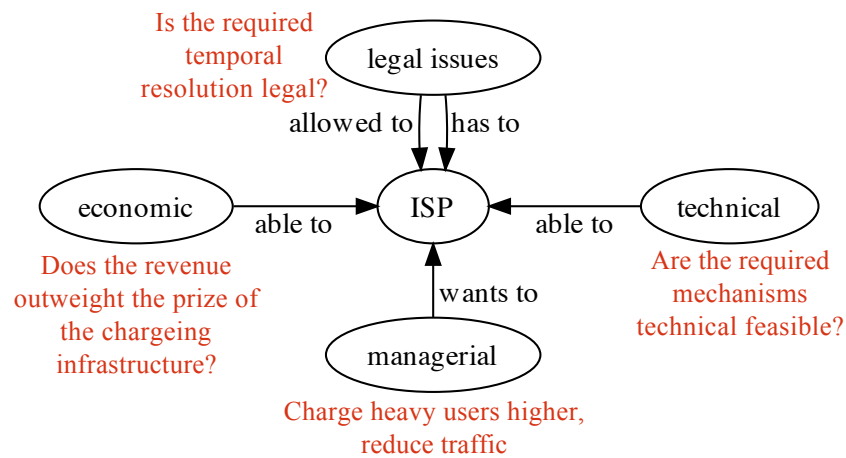 Is the required
temporal
resolution legal?
legal issues
allowed to
has to
economic
able to
ISP
able to
technical
Does the revenue
outweight the prize of
the chargeing
infrastructure?
Are the required
mechanisms
technical feasible?
wants to
managerial
Charge heavy users higher,
reduce traffic